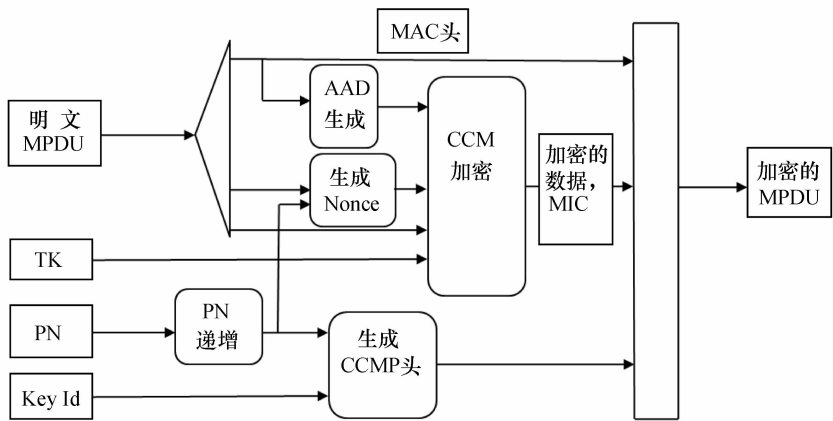 MAC头
AAD
生成
明 文
MPDU
CCM
加密
加密的
数据，
MIC
加密的
MPDU
生成
Nonce
TK
PN
PN
递增
生成
CCMP头
Key Id